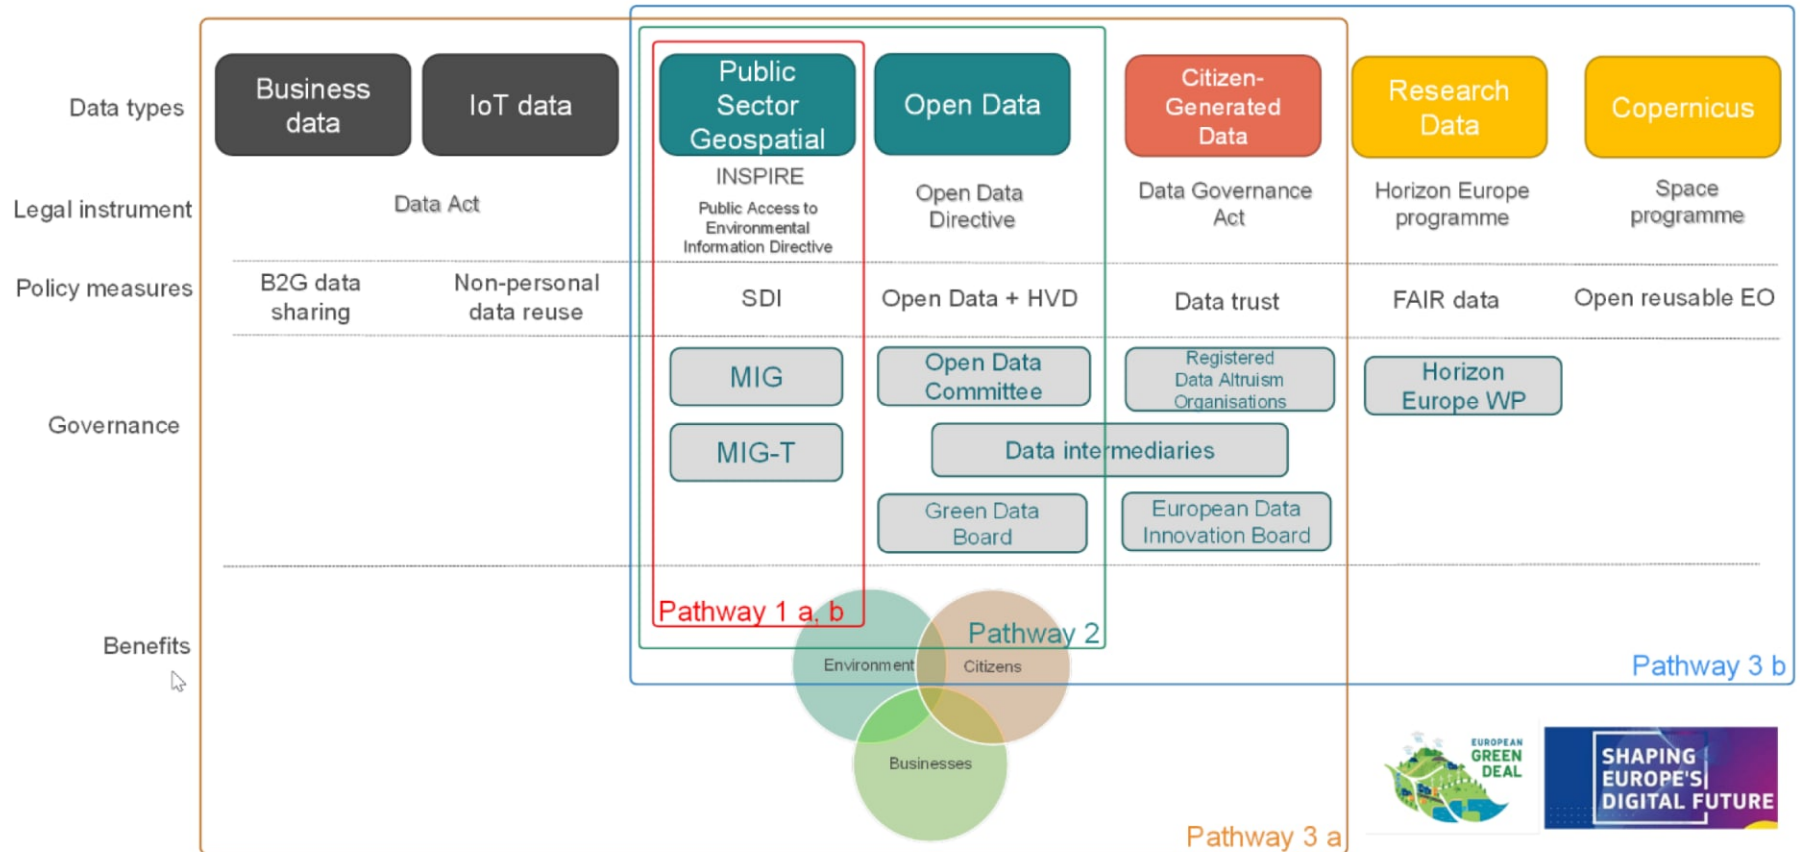 Data types
Business
data
IoT data
Public
Sector
Geospatial
Open Data
Citizen-
Generated
Data
Research
Data
Copernicus
Legal instrument
Data Act
INSPIRE
Public Access to
Environmental
Information Directive
Open Data
Directive
Data Governance
Act
Horizon Europe
programme
Space
programme
Policy measures
B2G data
sharing
Non-personal
data reuse
SDI
Open Data + HVD
Data trust
FAIR data
Open reusable EO
Governance
MIG
Open Data
Committee
Registered
Data Altruism
Organisations
Horizon
Europe WP
MIG-T
Data intermediaries
Green Data
Board
European Data
Innovation Board
Benefits
Pathway 1 a, b
Pathway 2
Environment
Citizens
Businesses
Pathway 3 b
EUROPEAN
GREEN
DEAL
SHAPING
EUROPE'S
DIGITAL FUTURE
Pathway 3 a